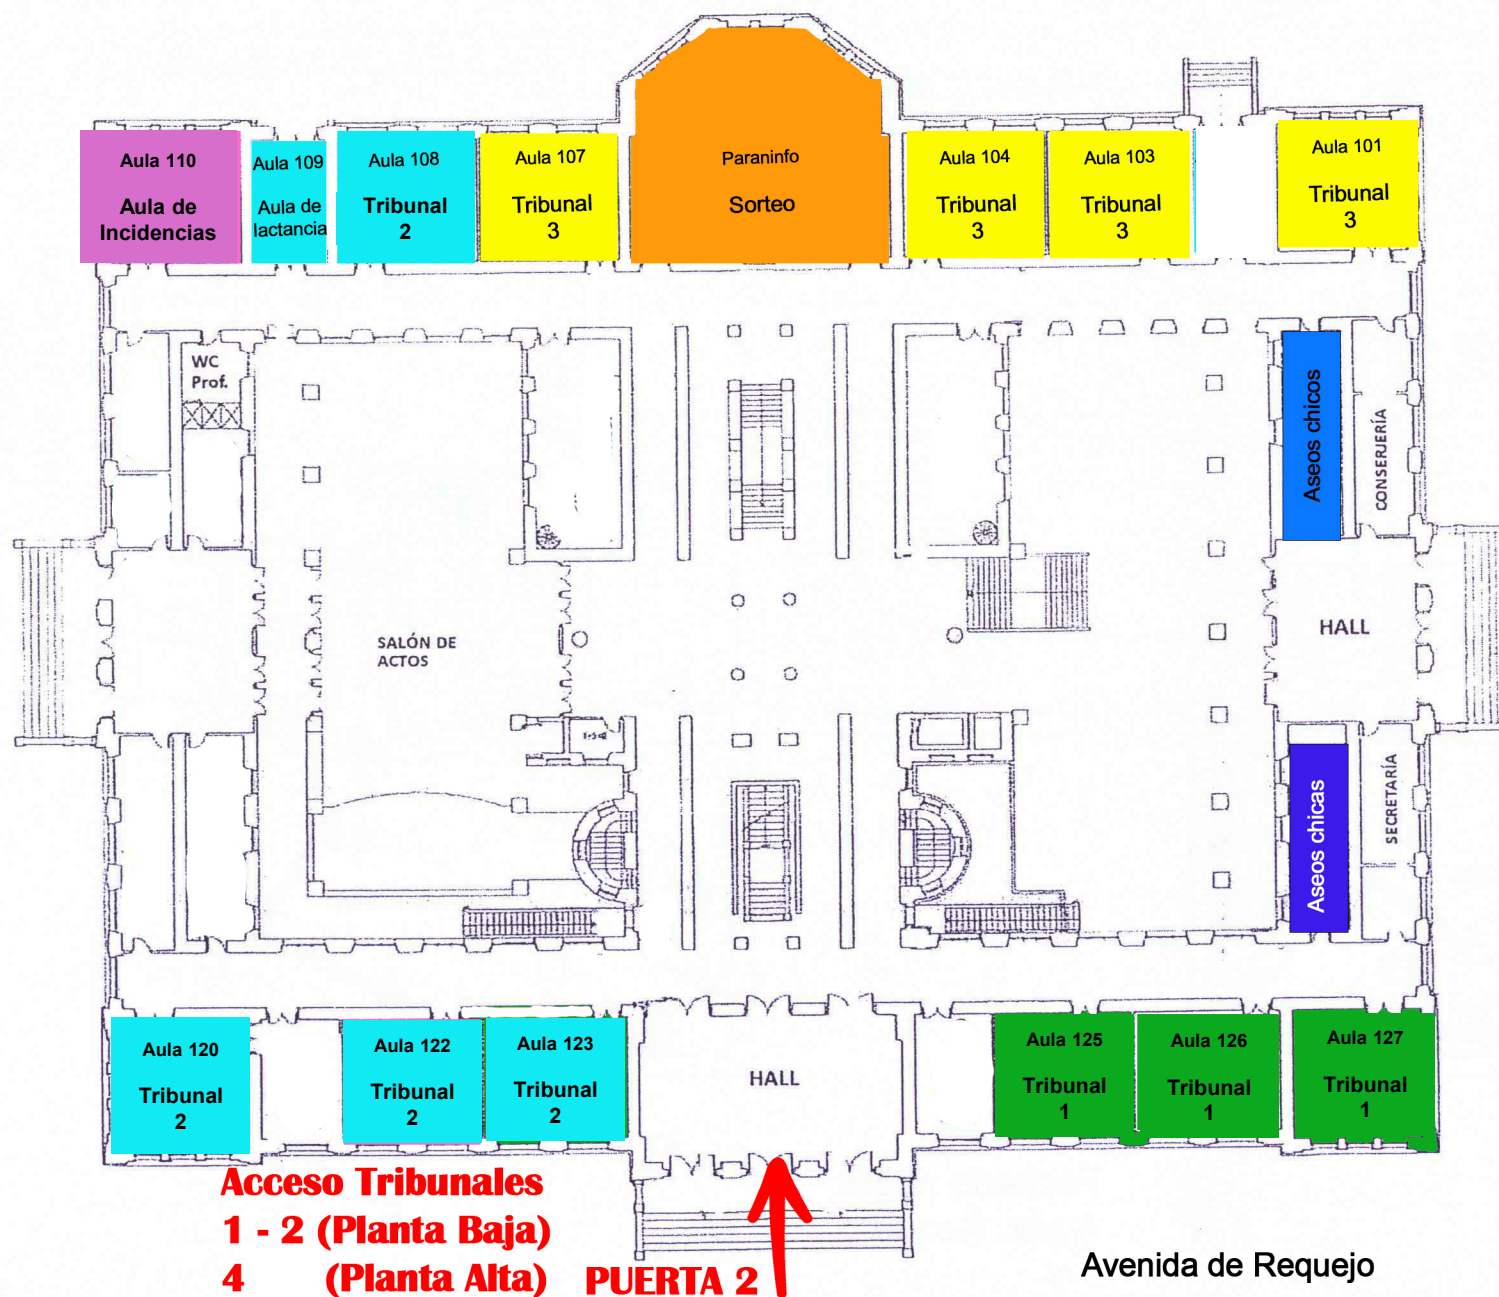 Aula 110
Aula de
Incidencias
Aula 109
Aula de
lactancia
Aula 108
Tribunal
2
Aula 107
Tribunal
3
Paraninfo
Sorteo
Aula 104
Tribunal
3
Aula 103
Tribunal
3
Aula 101
Tribunal
3
WC
Prof.
Aseos chicos
CONSERJERÍA
SALÓN DE
ACTOS
HALL
Aseos chicas
SECRETARÍA
Aula 120
Tribunal
2
Aula 122
Tribunal
2
Aula 123
Tribunal
2
HALL
Aula 125
Tribunal
1
Aula 126
Tribunal
1
Aula 127
Tribunal
1
Acceso Tribunales
1 - 2 (Planta Baja)
4 (Planta Alta)
PUERTA 2
Avenida de Requejo